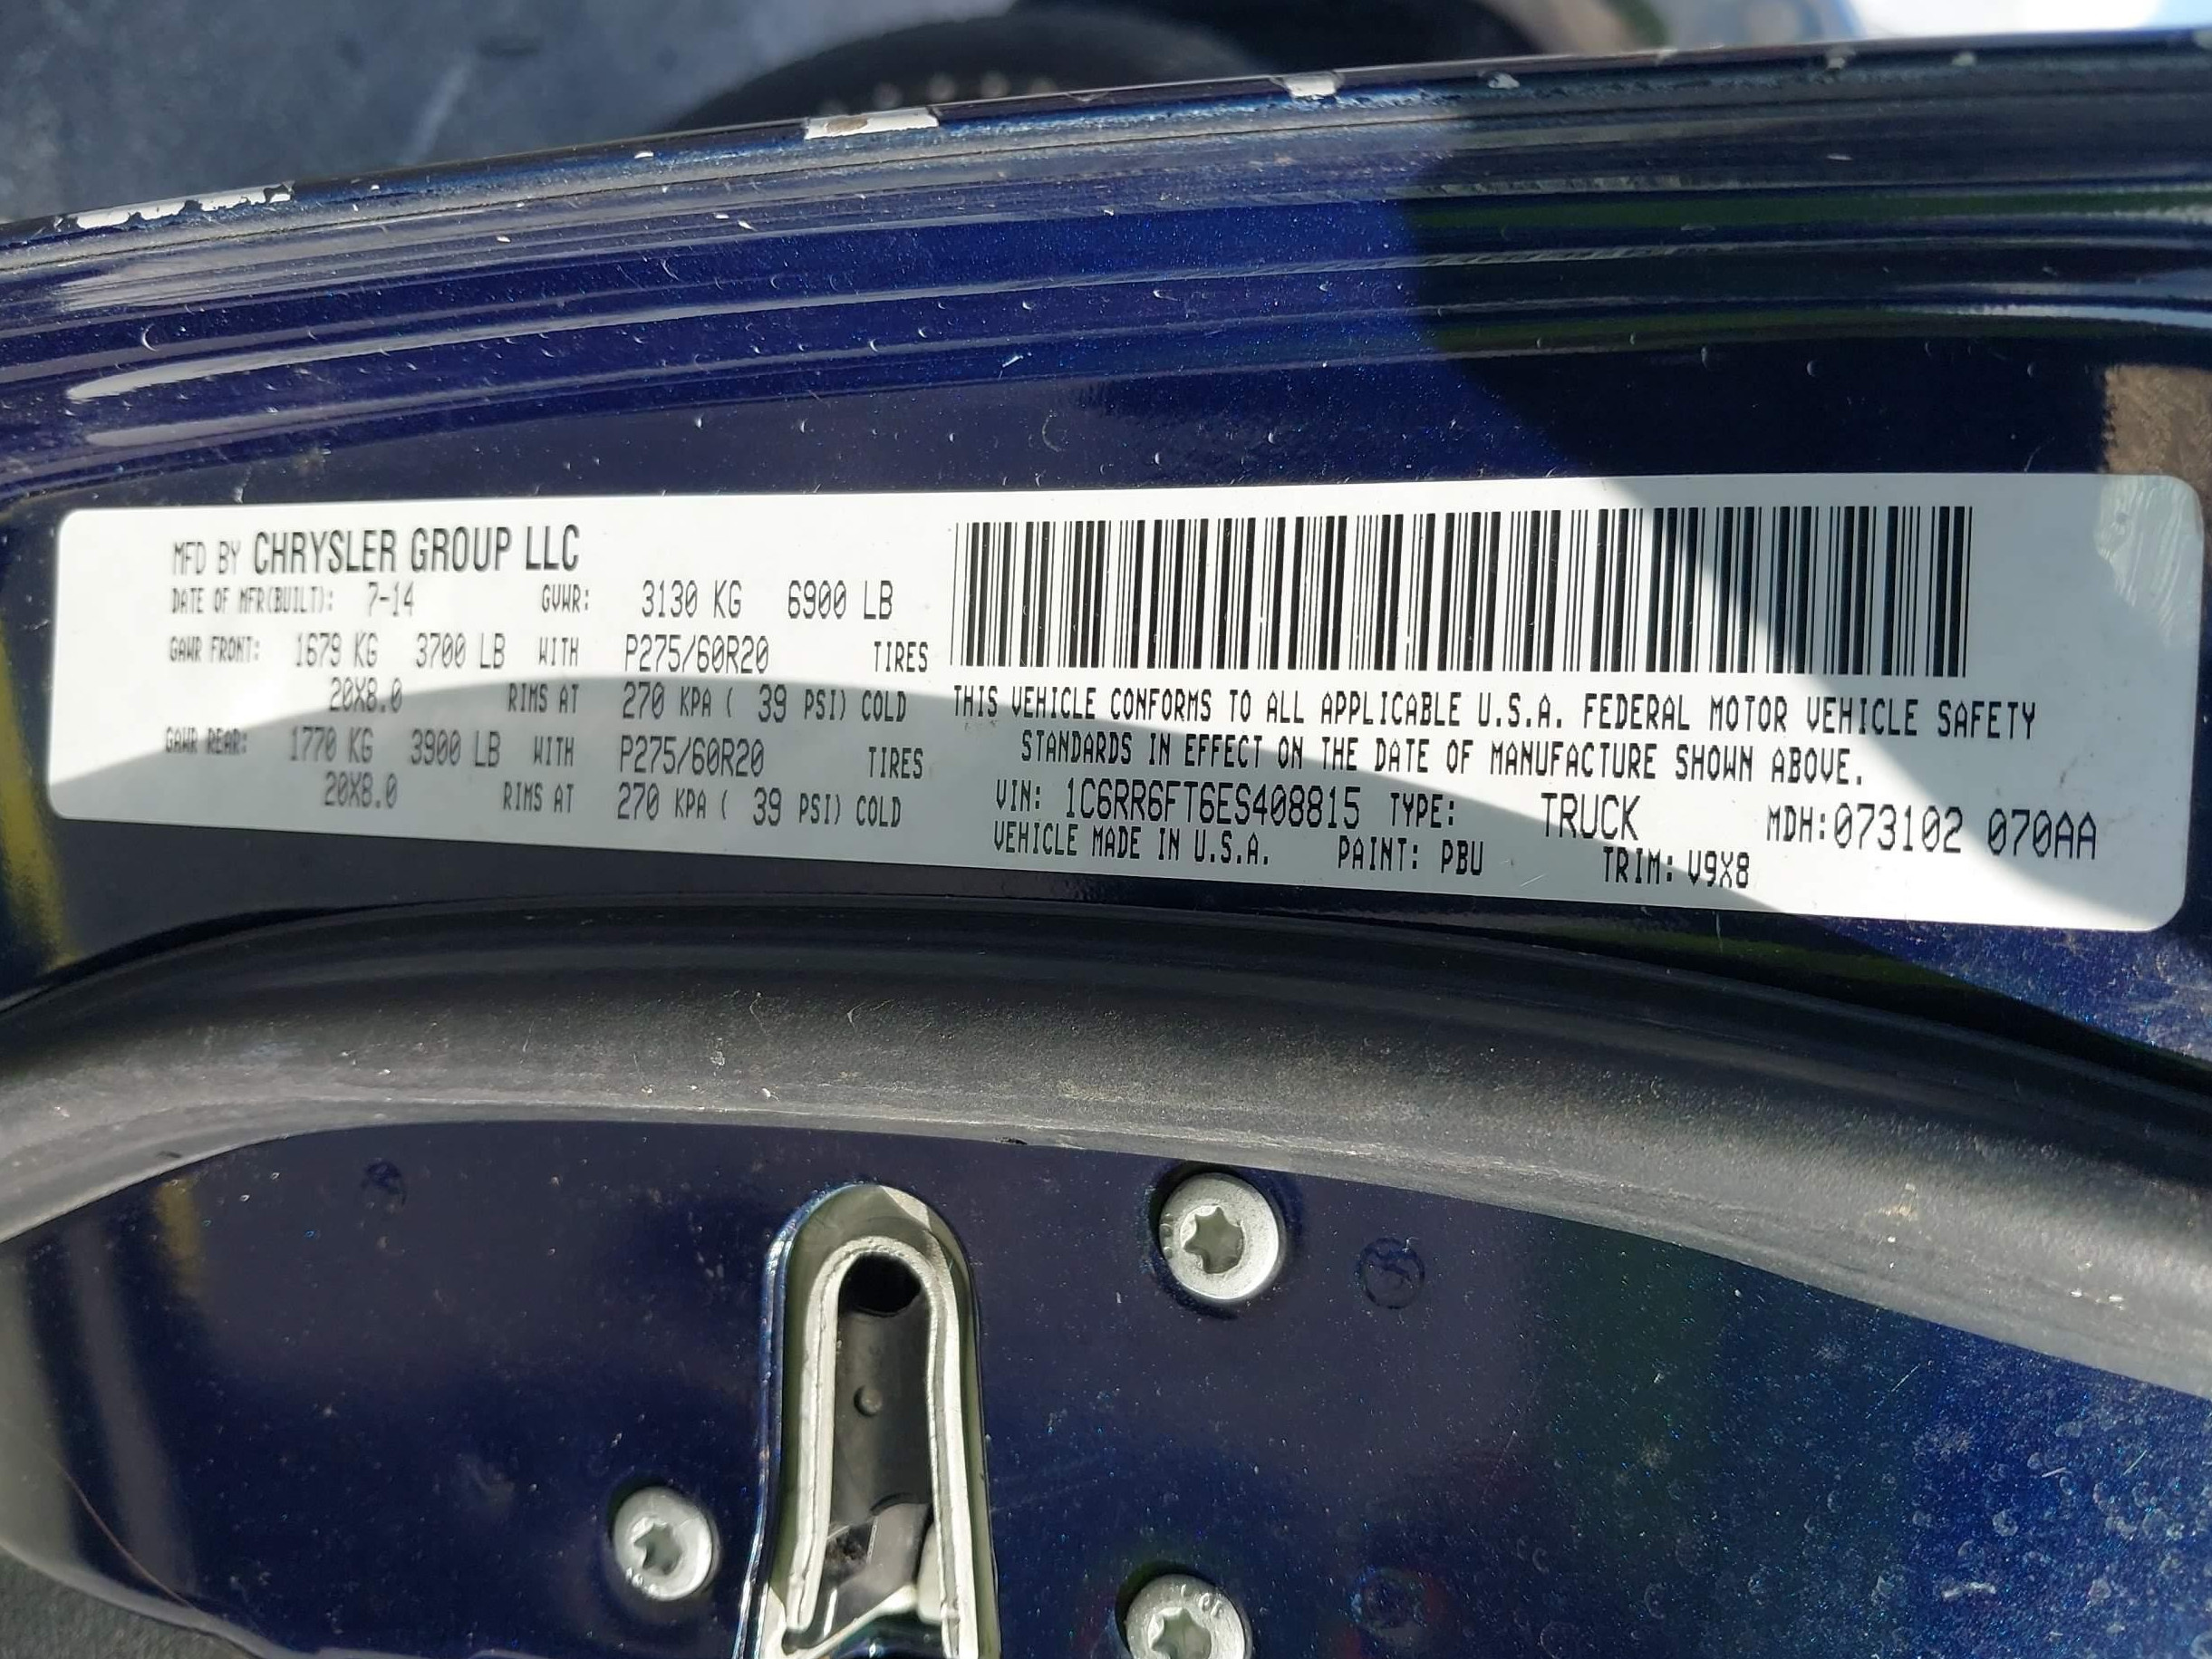 MFD BY CHRYSLER GROUP LLC
DATE OF MFR(BUILT): 7-14 GVWR: 3130 KG 6900 LB
GAWR FRONT: 1679 KG 3700 LB WITH P275/60R20 TIRES
20X8.0 RIMS AT 270 KPA ( 39 PSI) COLD
GAWR REAR: 1770 KG 3900 LB WITH P275/60R20 TIRES
20X8.0 RIMS AT 270 KPA ( 39 PSI) COLD
THIS VEHICLE CONFORMS TO ALL APPLICABLE U.S.A. FEDERAL MOTOR VEHICLE SAFETY
STANDARDS IN EFFECT ON THE DATE OF MANUFACTURE SHOWN ABOVE.
VIN: 1C6RR6FT6ES408815 TYPE: TRUCK MDH:073102 070AA
VEHICLE MADE IN U.S.A. PAINT: PBU TRIM: V9X8